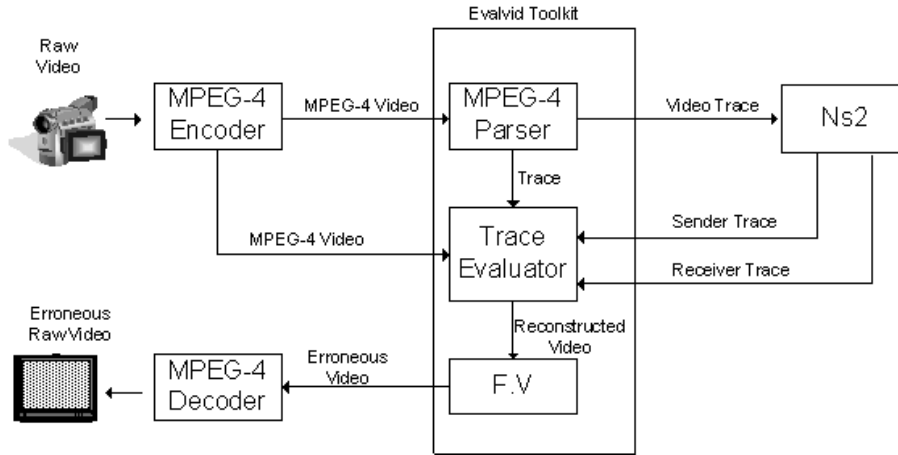 Evalvid Toolkit
Raw
Video
MPEG-4
Encoder
MPEG-4 Video
MPEG-4
Parser
Video Trace
Ns2
Trace
MPEG-4 Video
Trace
Evaluator
Sender Trace
Receiver Trace
Reconstructed
Video
Erroneous
RawVideo
MPEG-4
Decoder
Erroneous
Video
F.V